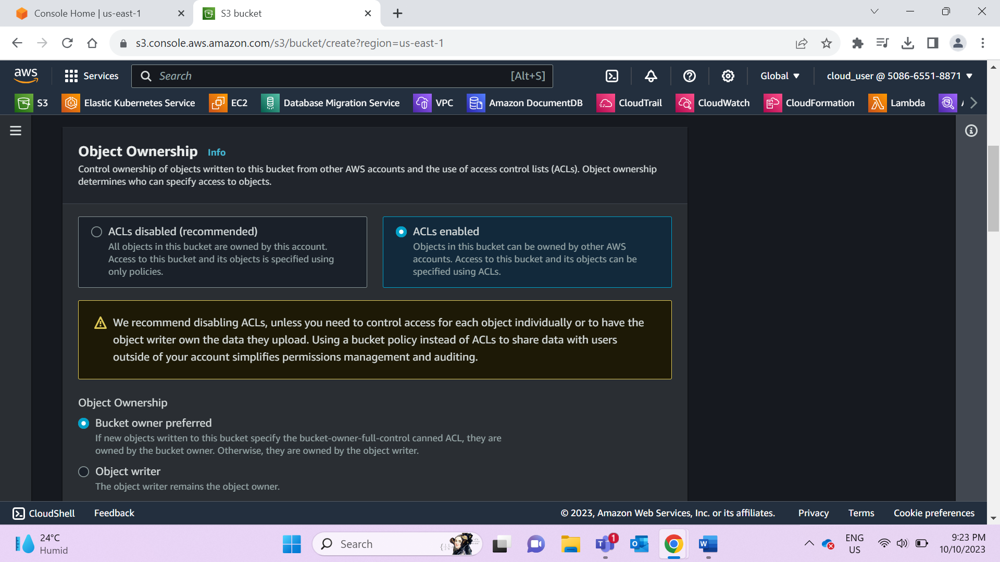 Console Home | us-east-1
S3 bucket
s3.console.aws.amazon.com/s3/bucket/create?region=us-east-1
aws
Services
Search
[Alt+S]
Global
cloud_user @ 5086-6551-8871
S3
Elastic Kubernetes Service
EC2
Database Migration Service
VPC
Amazon DocumentDB
CloudTrail
CloudWatch
CloudFormation
Lambda
Object Ownership Info
Control ownership of objects written to this bucket from other AWS accounts and the use of access control lists (ACLs). Object ownership
determines who can specify access to objects.
ACLs disabled (recommended)
All objects in this bucket are owned by this account.
Access to this bucket and its objects is specified using
only policies.
ACLs enabled
Objects in this bucket can be owned by other AWS
accounts. Access to this bucket and its objects can be
specified using ACLs.
We recommend disabling ACLs, unless you need to control access for each object individually or to have the
object writer own the data they upload. Using a bucket policy instead of ACLs to share data with users
outside of your account simplifies permissions management and auditing.
Object Ownership
Bucket owner preferred
If new objects written to this bucket specify the bucket-owner-full-control canned ACL, they are
owned by the bucket owner. Otherwise, they are owned by the object writer.
Object writer
The object writer remains the object owner.
CloudShell
Feedback
© 2023, Amazon Web Services, Inc. or its affiliates.
Privacy
Terms
Cookie preferences
24°C
Humid
Search
1
ENG
US
9:23 PM
10/10/2023